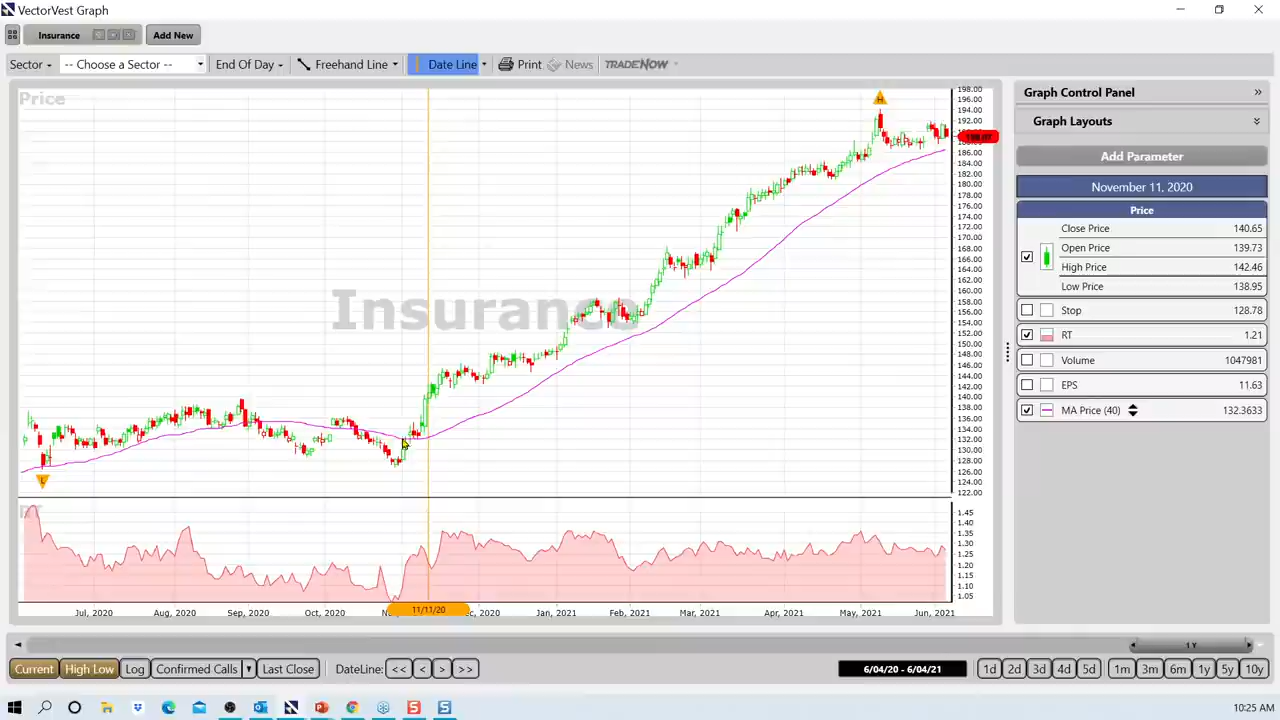 VectorVest Graph
Insurance Add New
Sector -- Choose a Sector -- End Of Day Freehand Line Date Line Print News TRADENOW
Price
Insurance
H
L
198.00
196.00
194.00
192.00
188.00
186.00
184.00
182.00
180.00
178.00
176.00
174.00
172.00
170.00
168.00
166.00
164.00
162.00
160.00
158.00
156.00
154.00
152.00
150.00
148.00
146.00
144.00
142.00
140.00
138.00
136.00
134.00
132.00
130.00
128.00
126.00
124.00
122.00
RT
1.45
1.40
1.35
1.30
1.25
1.20
1.15
1.10
1.05
Jul, 2020 Aug, 2020 Sep, 2020 Oct, 2020 11/11/20 2020 Jan, 2021 Feb, 2021 Mar, 2021 Apr, 2021 May, 2021 Jun, 2021
Graph Control Panel »
Graph Layouts
Add Parameter
November 11, 2020
Price
Close Price 140.65
Open Price 139.73
High Price 142.46
Low Price 138.95
Stop 128.78
RT 1.21
Volume 1047981
EPS 11.63
MA Price (40) 132.3633
1 Y
Current High Low Log Confirmed Calls Last Close DateLine: << < > >> 6/04/20 - 6/04/21 1d 2d 3d 4d 5d 1m 3m 6m 1y 5y 10y
10:25 AM